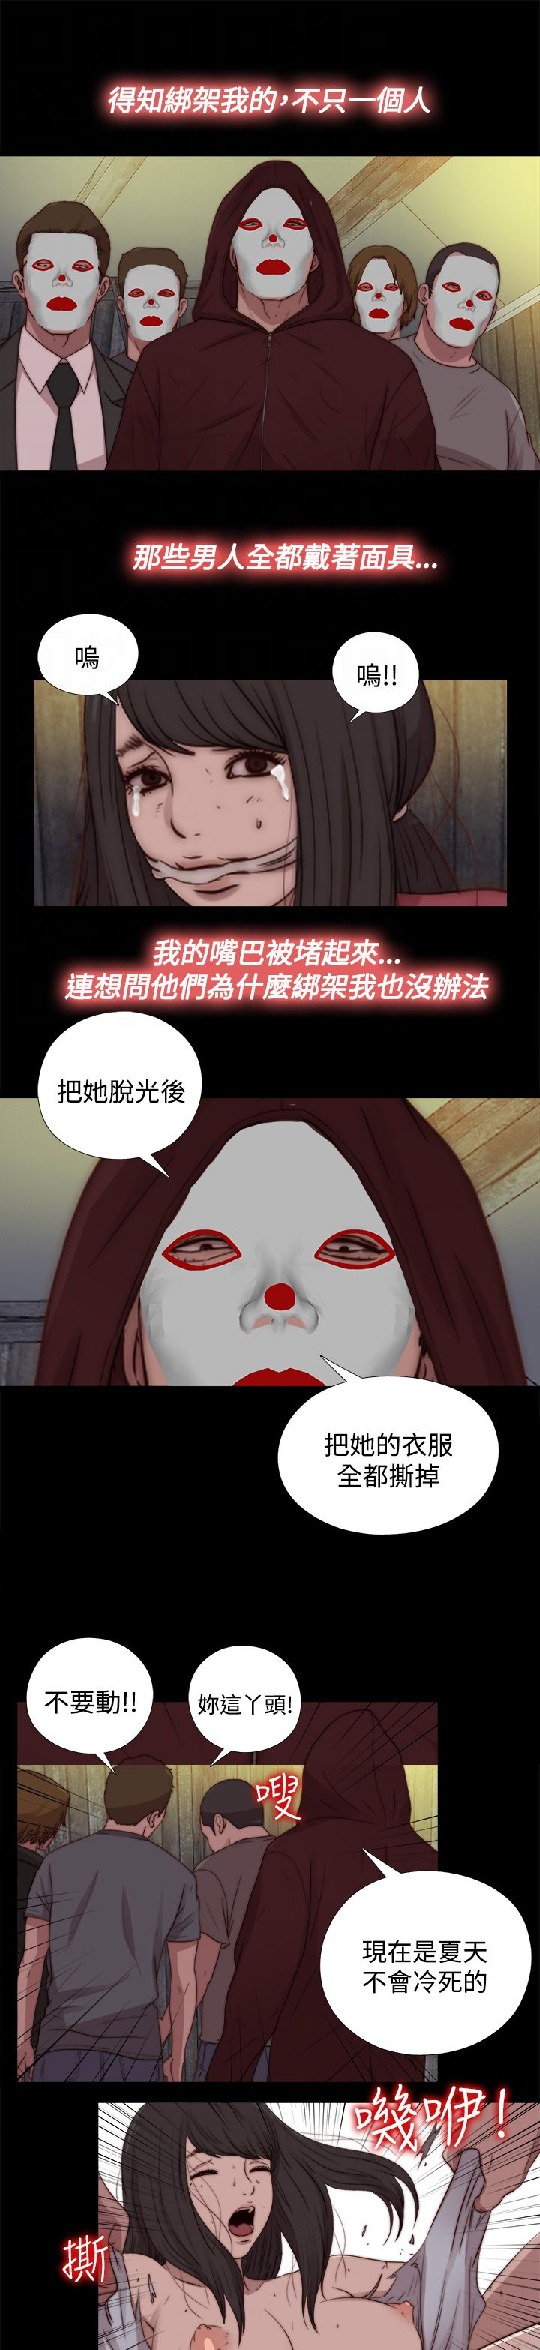 得知綁架我的,不只一個人
那些男人全都戴著面具...
嗚
嗚!!
我的嘴巴被堵起來...
連想問他們為什麼綁架我也沒辦法
把她脫光後
把她的衣服
全都撕掉
不要動!!
妳這丫頭!
嗖
現在是夏天
不會冷死的
嘰咿!
撕